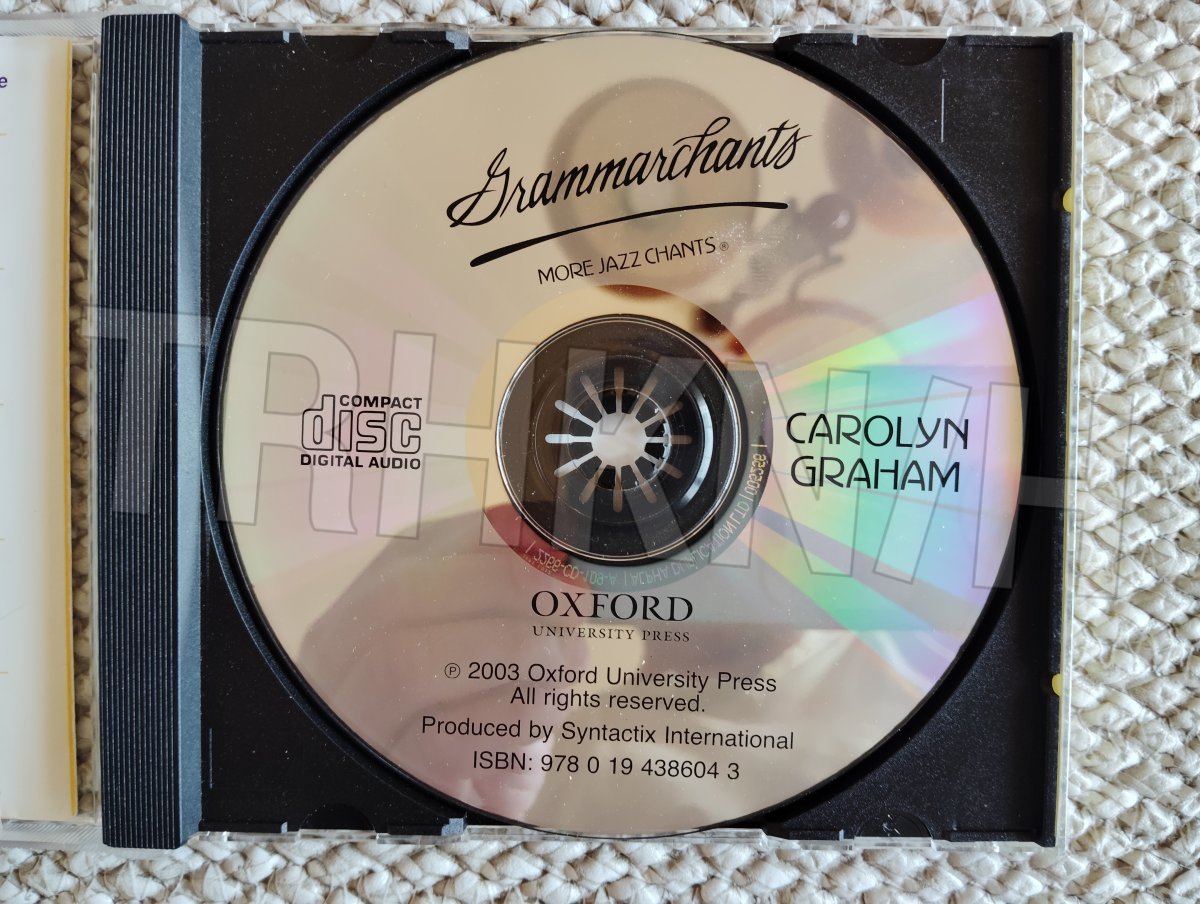 e
Grammarchants
MORE JAZZ CHANTS®
COMPACT
disc
DIGITAL AUDIO
CAROLYN
GRAHAM
OXFORD
UNIVERSITY PRESS
℗ 2003 Oxford University Press
All rights reserved.
Produced by Syntactix International
ISBN: 978 0 19 438604 3